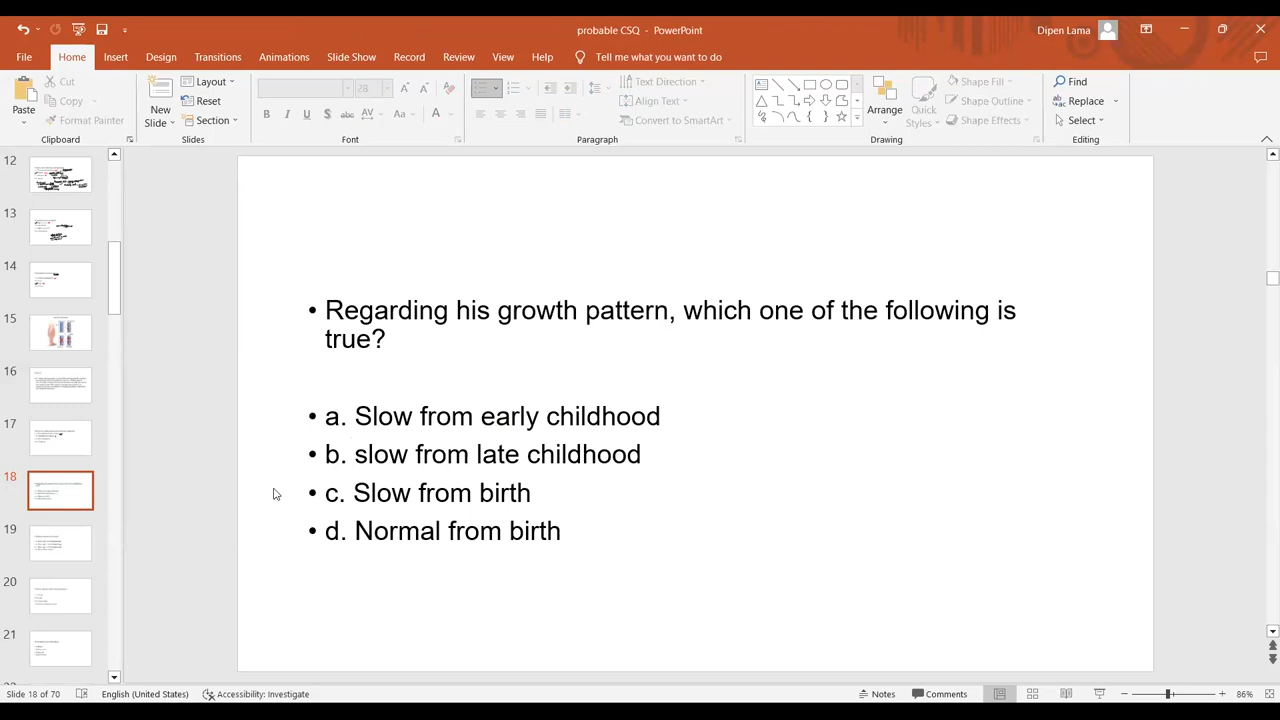 probable CSQ - PowerPoint
Dipen Lama
File Home Insert Design Transitions Animations Slide Show Record Review View Help Tell me what you want to do
Paste
Cut
Copy
Format Painter
Clipboard
New Slide
Layout
Reset
Section
Slides
28
B I U S abc AV Aa A
Font
Text Direction
Align Text
Convert to SmartArt
Paragraph
Arrange
Quick Styles
Shape Fill
Shape Outline
Shape Effects
Drawing
Find
Replace
Select
Editing
12
13
14
15
16
17
18
19
20
21
• Regarding his growth pattern, which one of the following is
true?
• a. Slow from early childhood
• b. slow from late childhood
• c. Slow from birth
• d. Normal from birth
Slide 18 of 70 English (United States) Accessibility: Investigate Notes Comments 86%